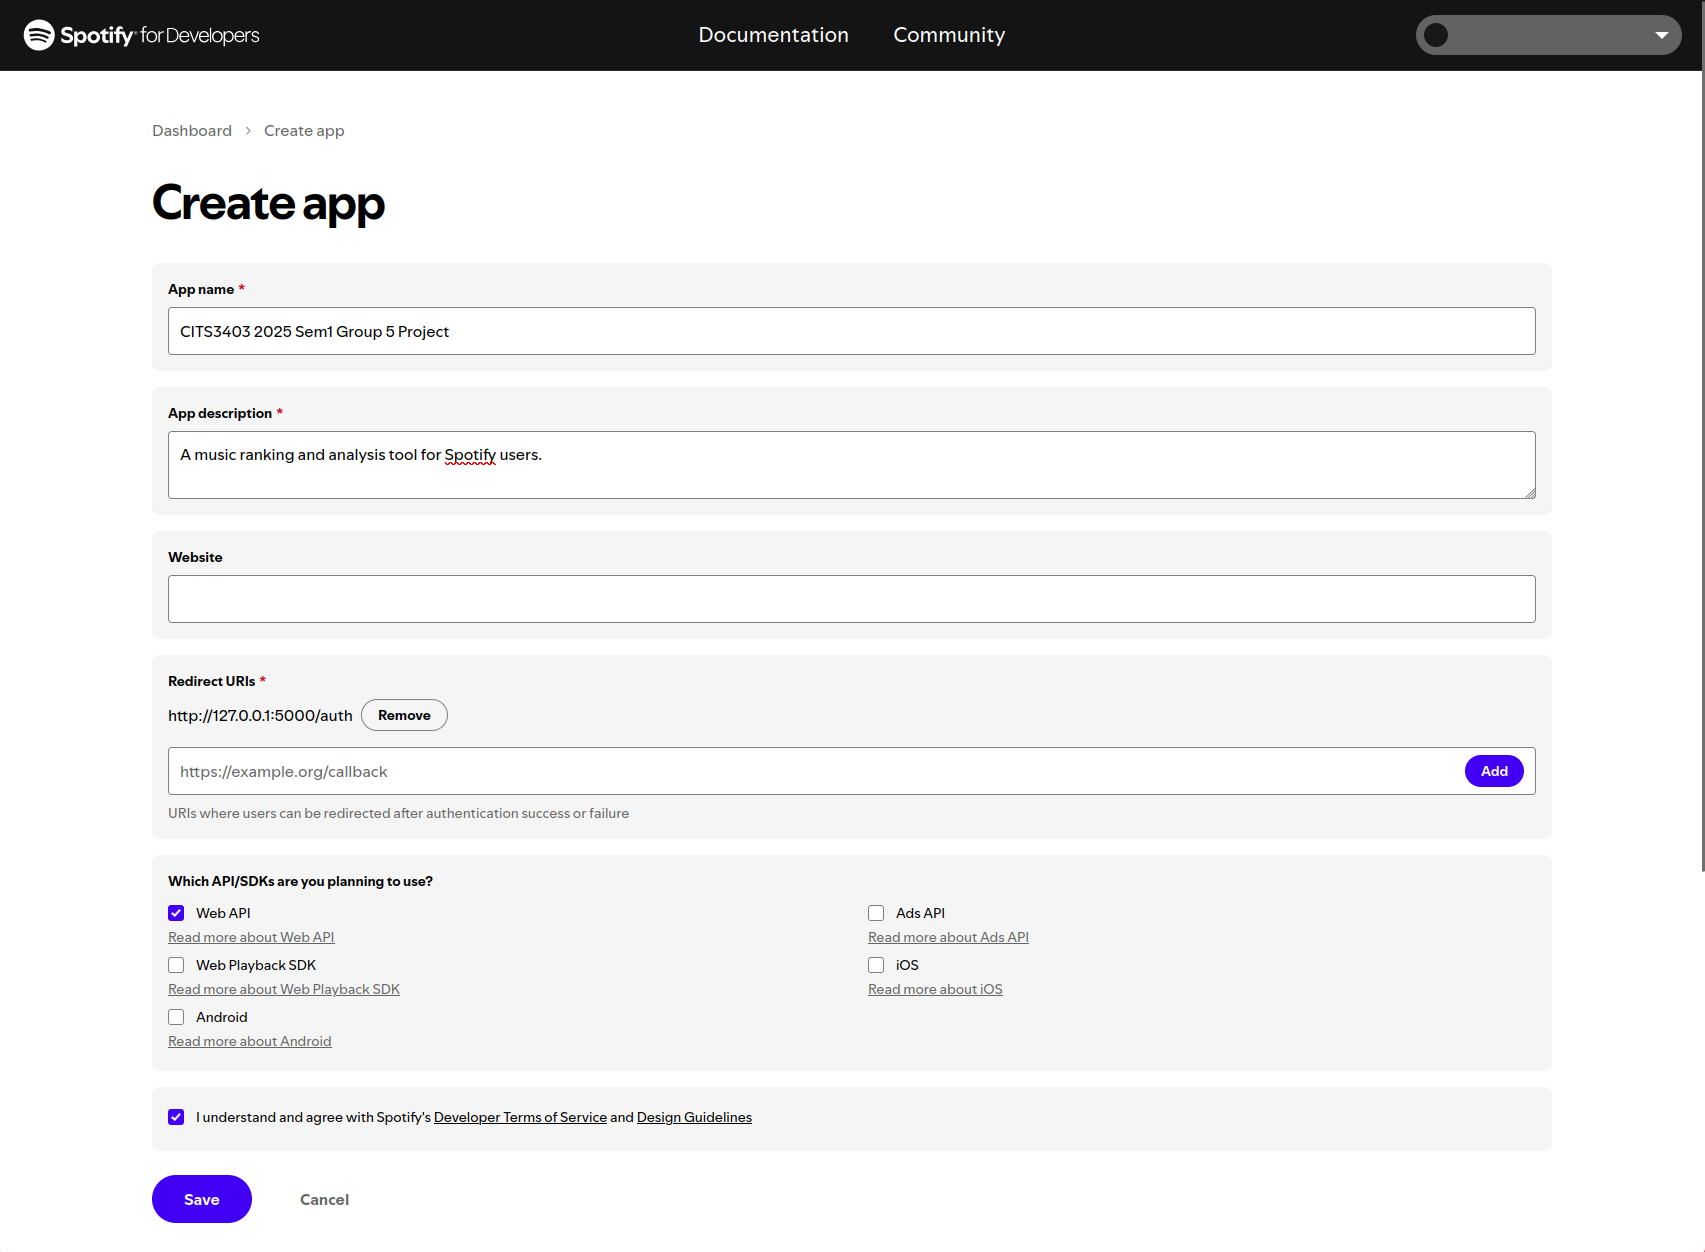 Spotify for Developers
Documentation
Community
Dashboard > Create app
Create app
App name *
CITS3403 2025 Sem1 Group 5 Project
App description *
A music ranking and analysis tool for Spotify users.
Website
Redirect URIs *
http://127.0.0.1:5000/auth Remove
https://example.org/callback Add
URIs where users can be redirected after authentication success or failure
Which API/SDKs are you planning to use?
Web API
Read more about Web API
Web Playback SDK
Read more about Web Playback SDK
Android
Read more about Android
Ads API
Read more about Ads API
iOS
Read more about iOS
I understand and agree with Spotify's Developer Terms of Service and Design Guidelines
Save
Cancel